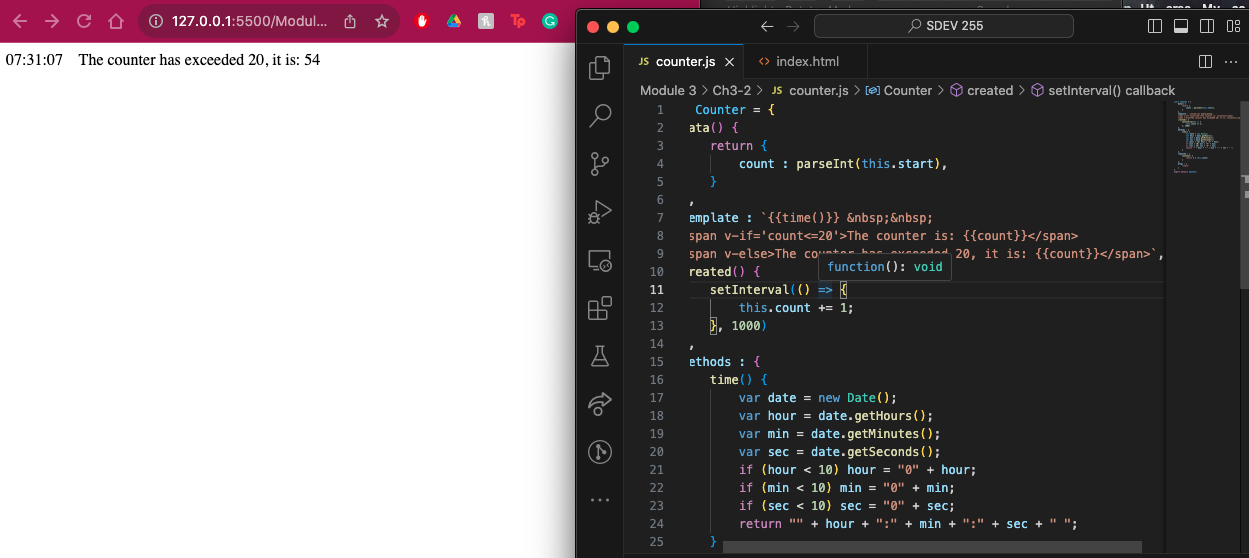 127.0.0.1:5500/Modul...
07:31:07 The counter has exceeded 20, it is: 54
SDEV 255
JS counter.js
<> index.html
Module 3 > Ch3-2 > JS counter.js > Counter > created > setInterval() callback
1 Counter = {
2 ata() {
3 return {
4 count : parseInt(this.start),
5 }
6 ,
7 emplate : `{{time()}} &nbsp;&nbsp;
8 span v-if='count<=20'>The counter is: {{count}}</span>
9 span v-else>The counter has exceeded 20, it is: {{count}}</span>`,
function(): void
10 reated() {
11 setInterval(() => {
12 this.count += 1;
13 }, 1000)
14 ,
15 ethods : {
16 time() {
17 var date = new Date();
18 var hour = date.getHours();
19 var min = date.getMinutes();
20 var sec = date.getSeconds();
21 if (hour < 10) hour = "0" + hour;
22 if (min < 10) min = "0" + min;
23 if (sec < 10) sec = "0" + sec;
24 return "" + hour + ":" + min + ":" + sec + " ";
25 }